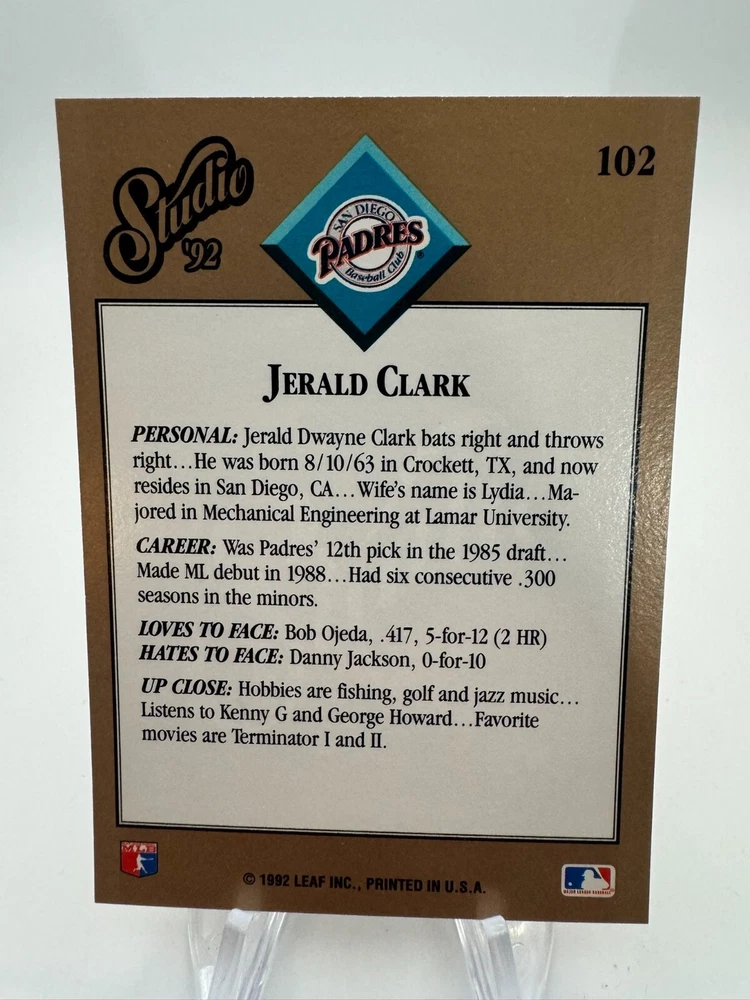 Studio '92
102
SAN DIEGO
PADRES
Baseball Club
JERALD CLARK
PERSONAL: Jerald Dwayne Clark bats right and throws
right...He was born 8/10/63 in Crockett, TX, and now
resides in San Diego, CA...Wife's name is Lydia...Ma-
jored in Mechanical Engineering at Lamar University.
CAREER: Was Padres' 12th pick in the 1985 draft...
Made ML debut in 1988...Had six consecutive .300
seasons in the minors.
LOVES TO FACE: Bob Ojeda, .417, 5-for-12 (2 HR)
HATES TO FACE: Danny Jackson, 0-for-10
UP CLOSE: Hobbies are fishing, golf and jazz music...
Listens to Kenny G and George Howard...Favorite
movies are Terminator I and II.
© 1992 LEAF INC., PRINTED IN U.S.A.
MAJOR LEAGUE BASEBALL